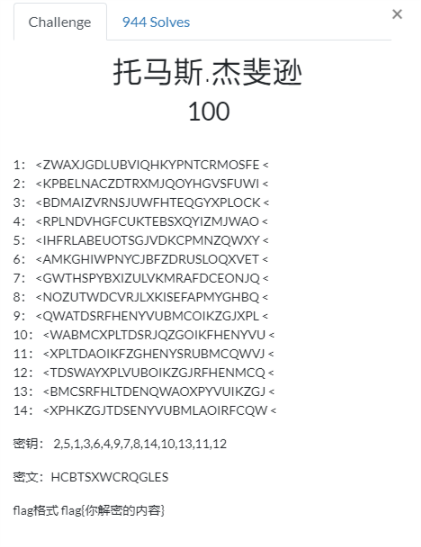 Challenge
944 Solves
×
托马斯.杰斐逊
100
1: <ZWAXJGDLUBVIQHKYPNTCRMOSFE <
2: <KPBELNACZDTRXMJQOYHGVSFUWI <
3: <BDMAIZVRNSJUWFHTEQGYXPLOCK <
4: <RPLNDVHGFCUKTEBSXQYIZMJWAO <
5: <IHFRLABEUOTSGJVDKCPMNZQWXY <
6: <AMKGHIWPNYCJBFZDRUSLOQXVET <
7: <GWTHSPYBXIZULVKMRAFDCEONJQ <
8: <NOZUTWDCVRJLXKISEFAPMYGHBQ <
9: <QWATDSRFHENYVUBMCOIKZGJXPL <
10: <WABMCXPLTDSRJQZGOIKFHENYVU <
11: <XPLTDAOIKFZGHENYSRUBMCQWVJ <
12: <TDSWAYXPLVUBOIKZGJRFHENMCQ <
13: <BMCSRFHLTDENQWAOXPYVUIKZGJ <
14: <XPHKZGJTDSENYVUBMLAOIRFCQW <
密钥: 2,5,1,3,6,4,9,7,8,14,10,13,11,12
密文:HCBTSXWCRQGLES
flag格式 flag{你解密的内容}